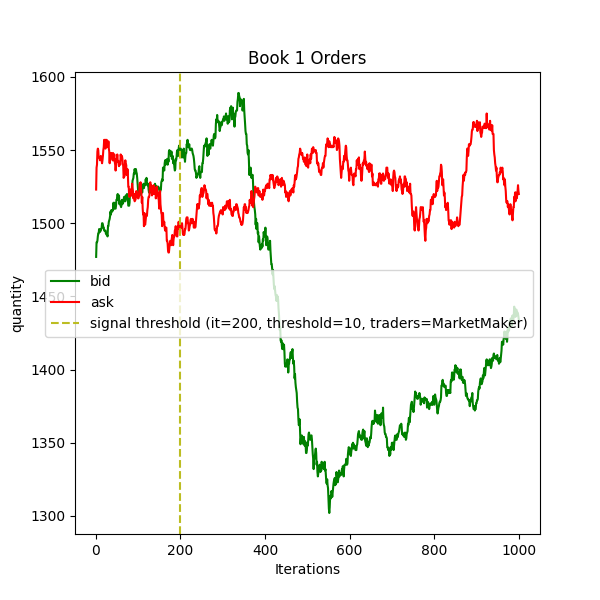 Book 1 Orders
1600
1550
1500
1450
1400
1350
1300
quantity
bid
ask
signal threshold (it=200, threshold=10, traders=MarketMaker)
0 200 400 600 800 1000
Iterations